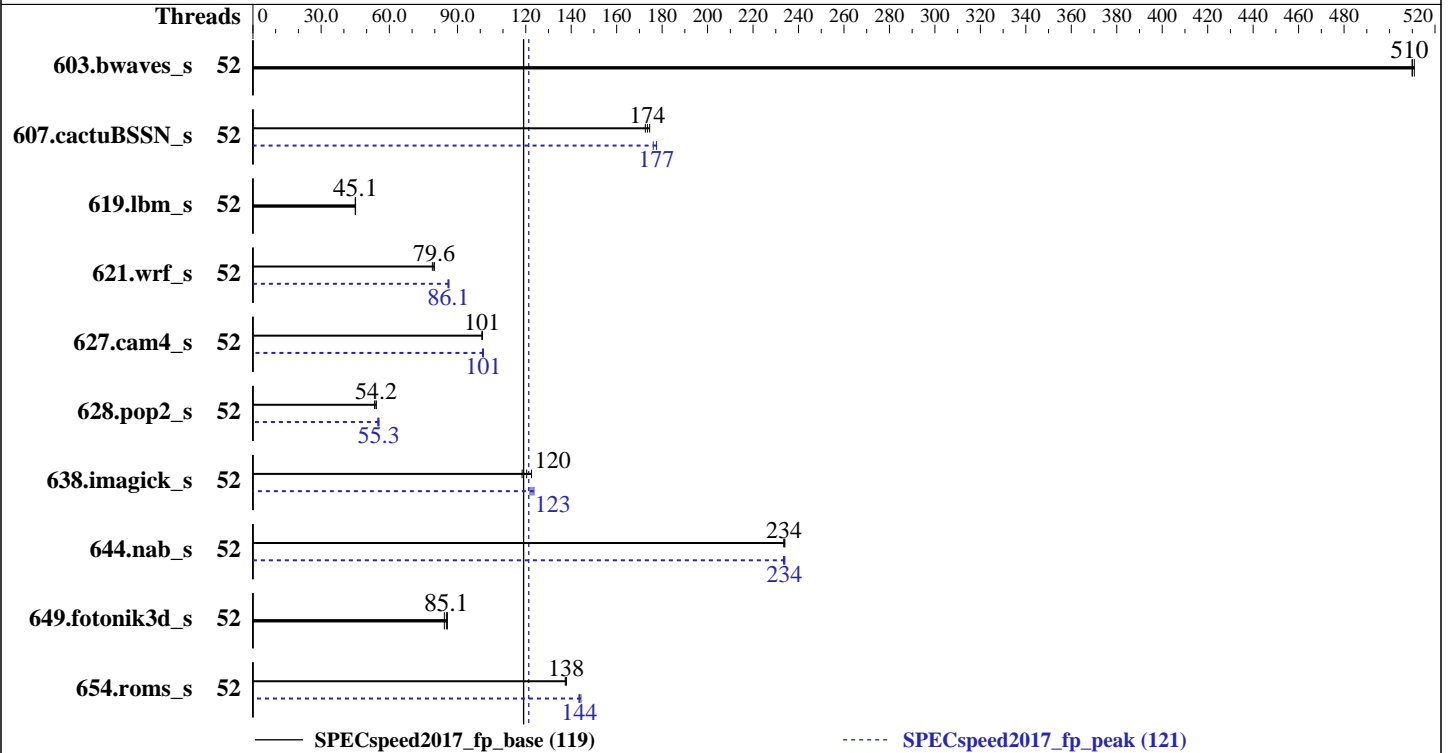 Threads 0 30.0 60.0 90.0 120 140 160 180 200 220 240 260 280 300 320 340 360 380 400 420 440 460 480 520
603.bwaves_s 52 510
607.cactuBSSN_s 52 174
177
619.lbm_s 52 45.1
621.wrf_s 52 79.6
86.1
627.cam4_s 52 101
101
628.pop2_s 52 54.2
55.3
638.imagick_s 52 120
123
644.nab_s 52 234
234
649.fotonik3d_s 52 85.1
654.roms_s 52 138
144
SPECspeed2017_fp_base (119) SPECspeed2017_fp_peak (121)